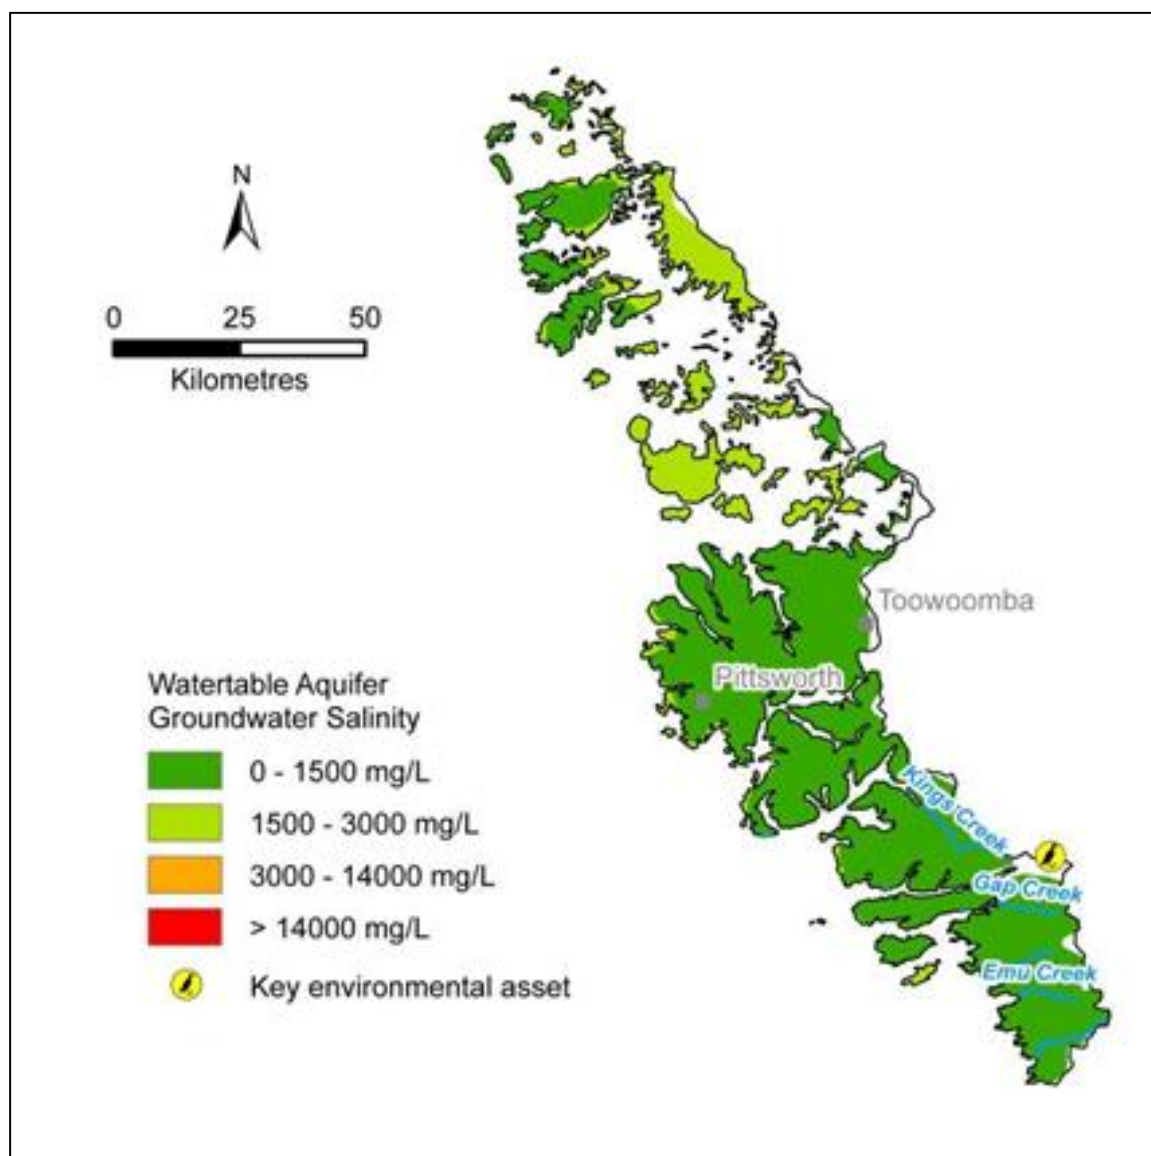 N
0 25 50
Kilometres
Toowoomba
Pittsworth
Watertable Aquifer
Groundwater Salinity
0 - 1500 mg/L
1500 - 3000 mg/L
3000 - 14000 mg/L
> 14000 mg/L
Key environmental asset
Kings Creek
Gap Creek
Emu Creek